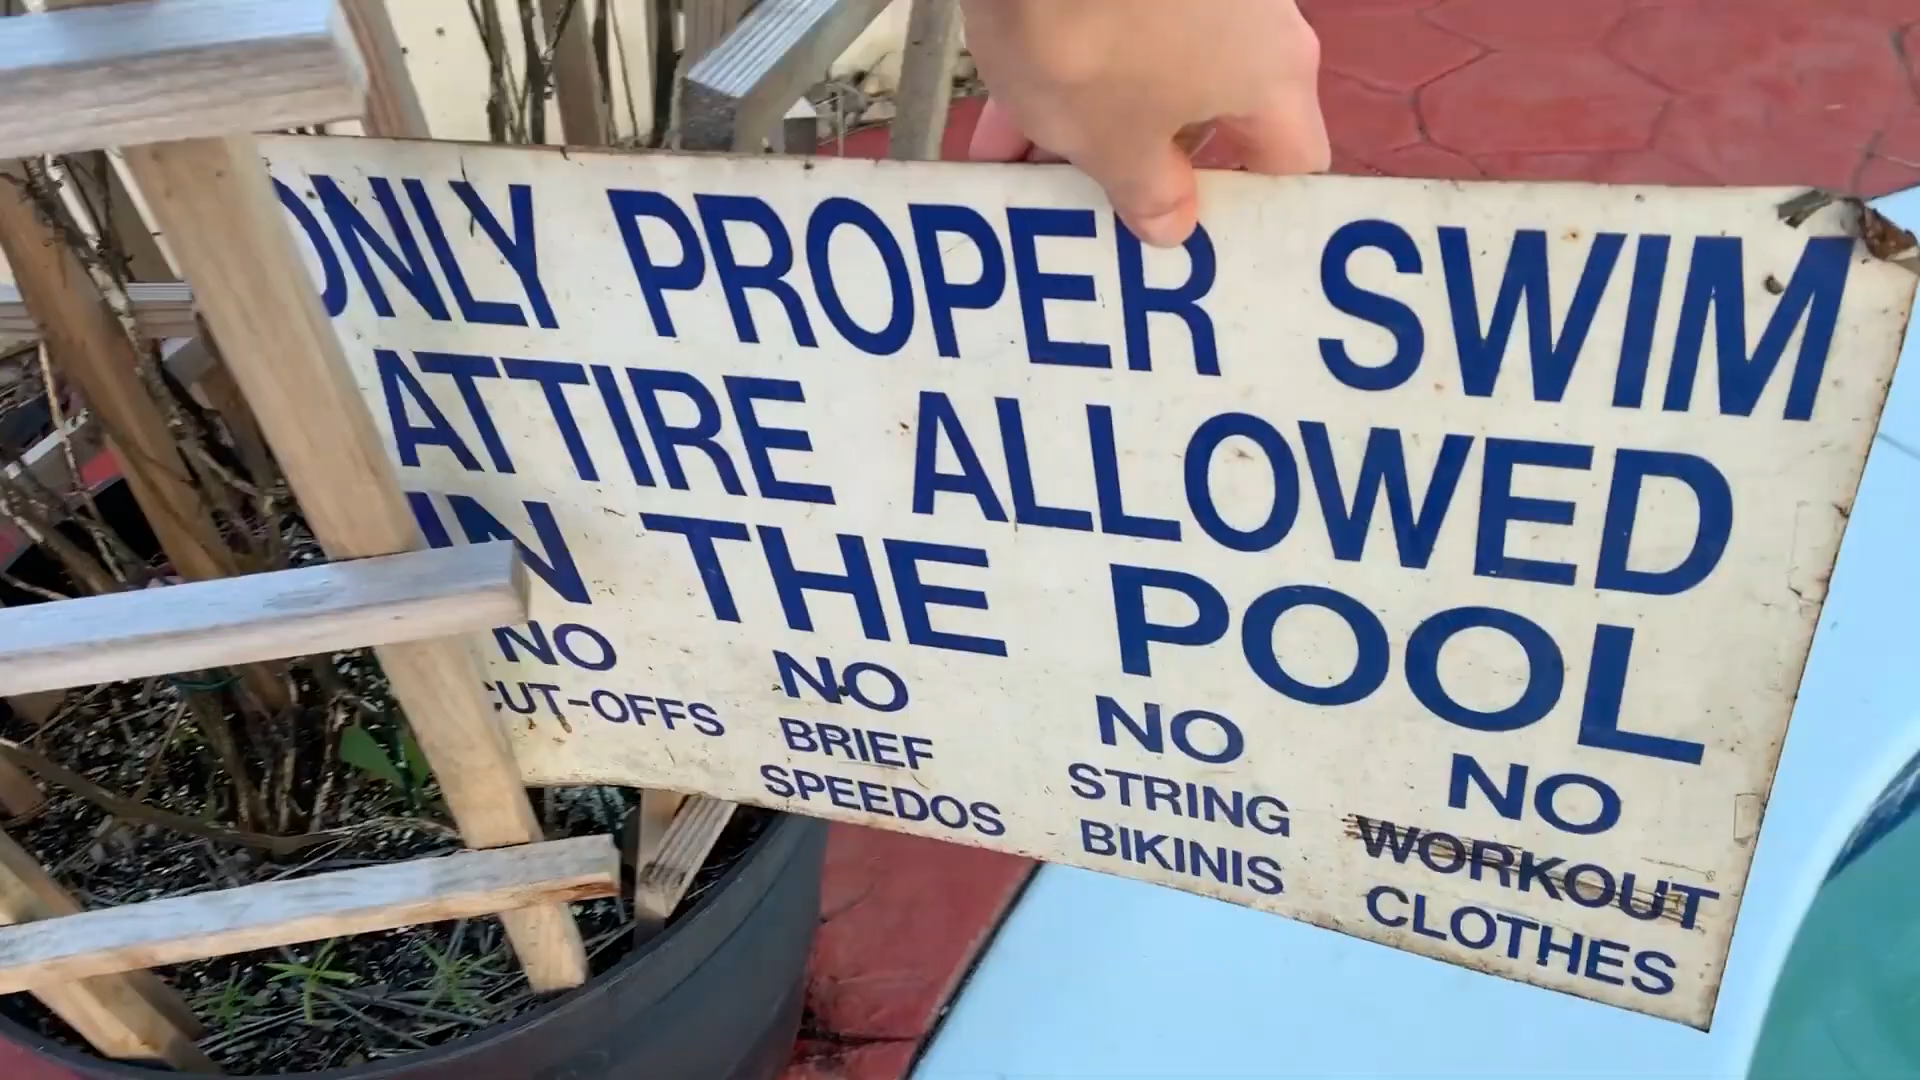 ONLY PROPER SWIM
ATTIRE ALLOWED
IN THE POOL
NO
CUT-OFFS
NO
BRIEF
SPEEDOS
NO
STRING
BIKINIS
NO
WORKOUT
CLOTHES